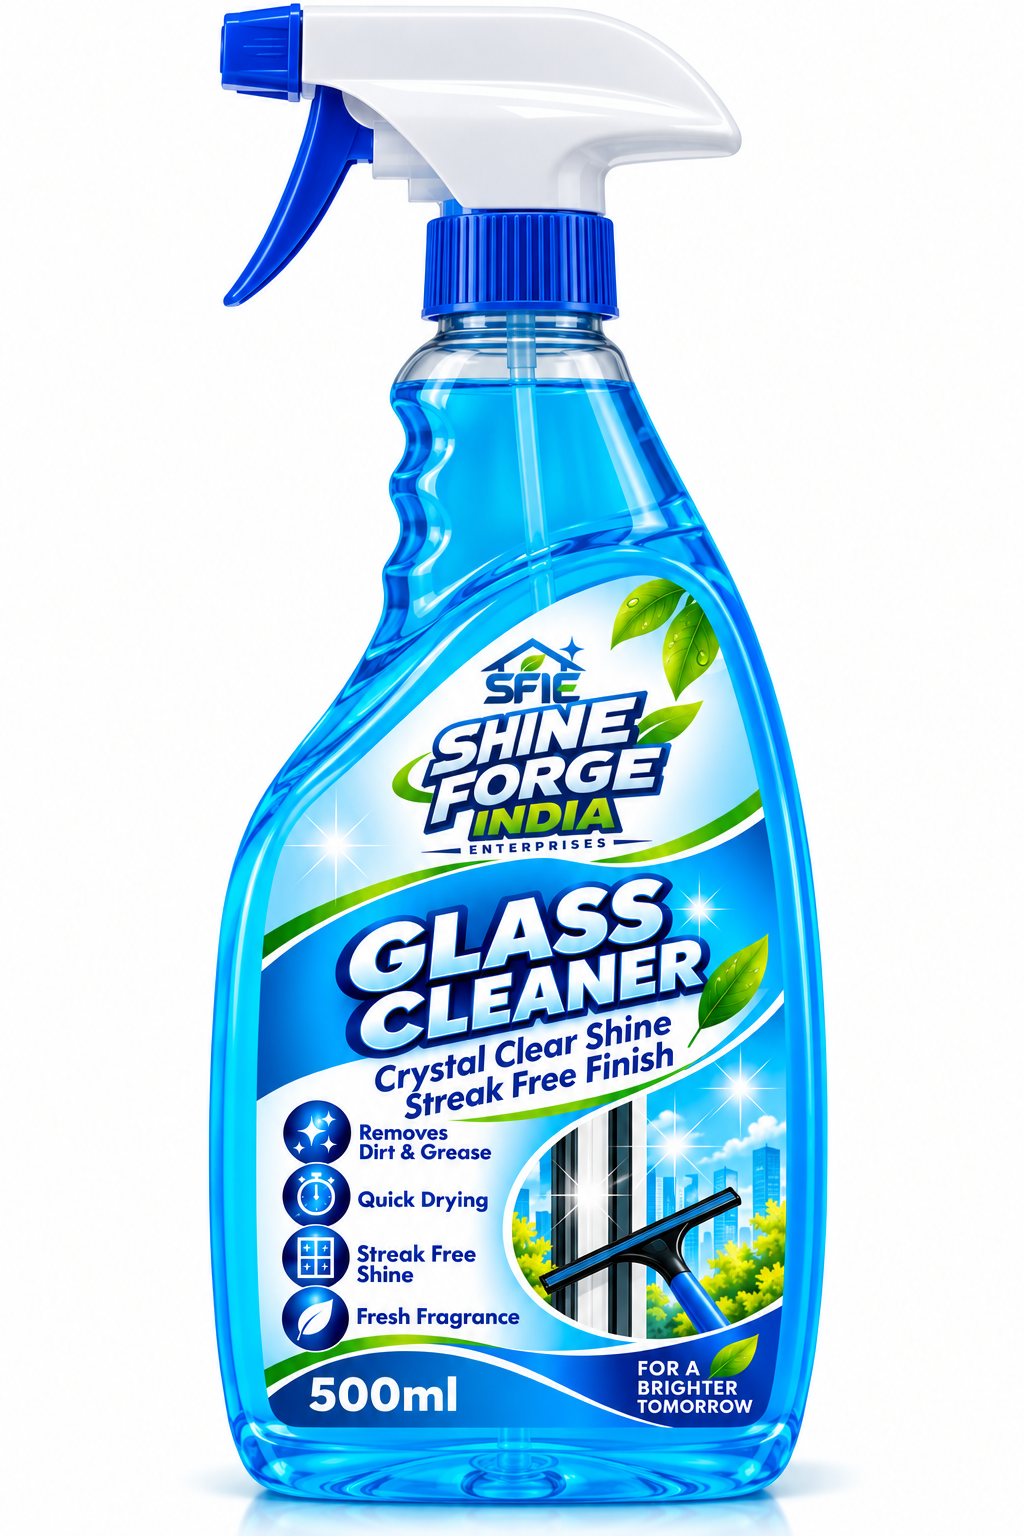 SFIE
SHINE
FORGE
INDIA
ENTERPRISES
GLASS
CLEANER
Crystal Clear Shine
Streak Free Finish
Removes
Dirt & Grease
Quick Drying
Streak Free
Shine
Fresh Fragrance
500ml
FOR A
BRIGHTER
TOMORROW